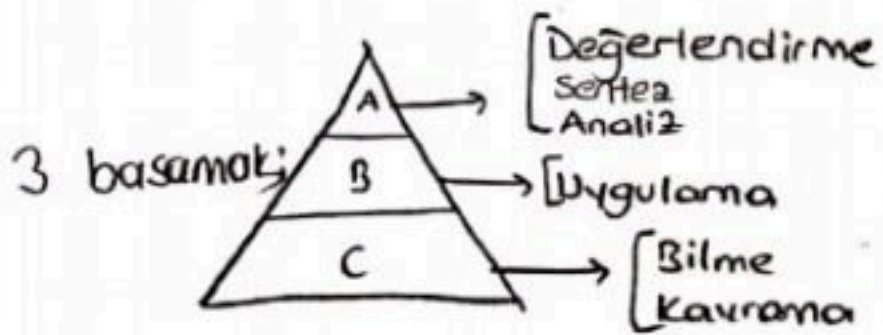 Değerlendirme
Sentez
Analiz
A
3 basamak
B
Uygulama
C
Bilme
Kavrama